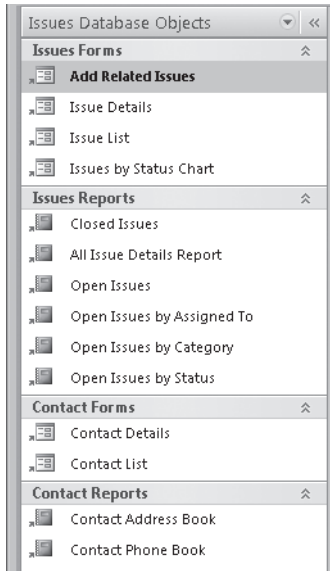 Issues Database Objects
Issues Forms
Add Related Issues
Issue Details
Issue List
Issues by Status Chart
Issues Reports
Closed Issues
All Issue Details Report
Open Issues
Open Issues by Assigned To
Open Issues by Category
Open Issues by Status
Contact Forms
Contact Details
Contact List
Contact Reports
Contact Address Book
Contact Phone Book